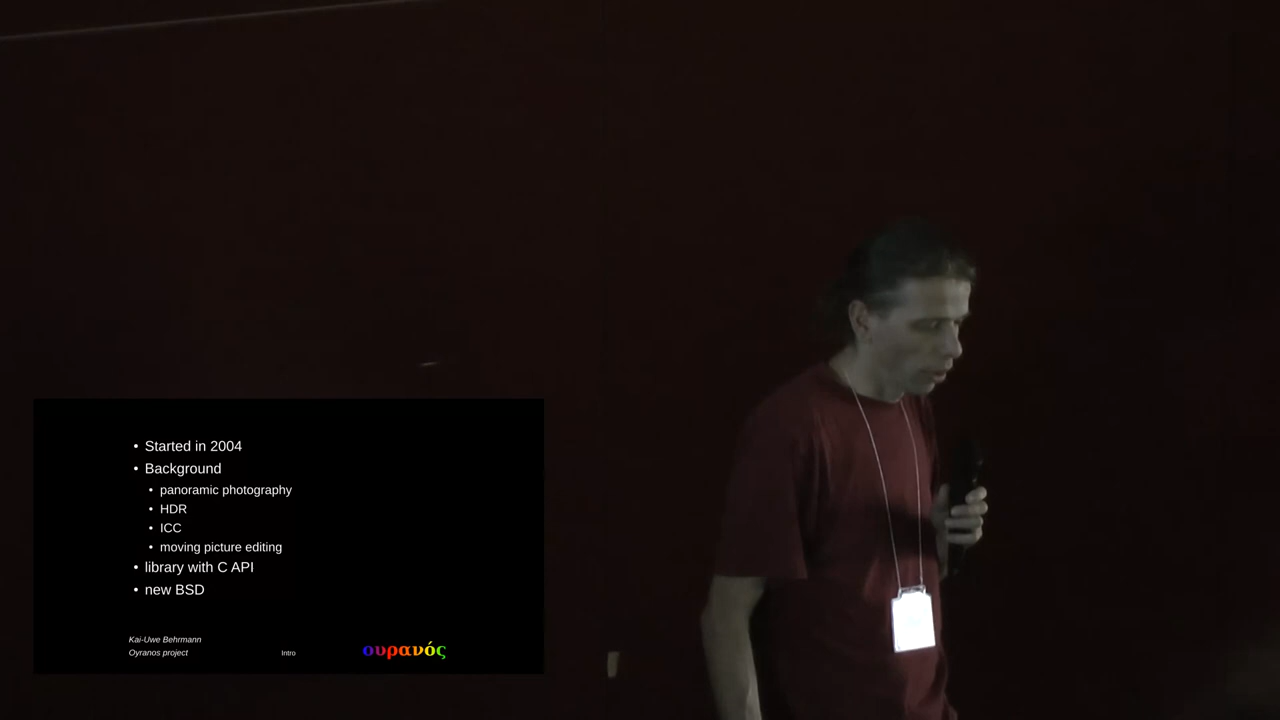 • Started in 2004
• Background
• panoramic photography
• HDR
• ICC
• moving picture editing
• library with C API
• new BSD
Kai-Uwe Behrmann
Oyranos project
Intro
ουρανός